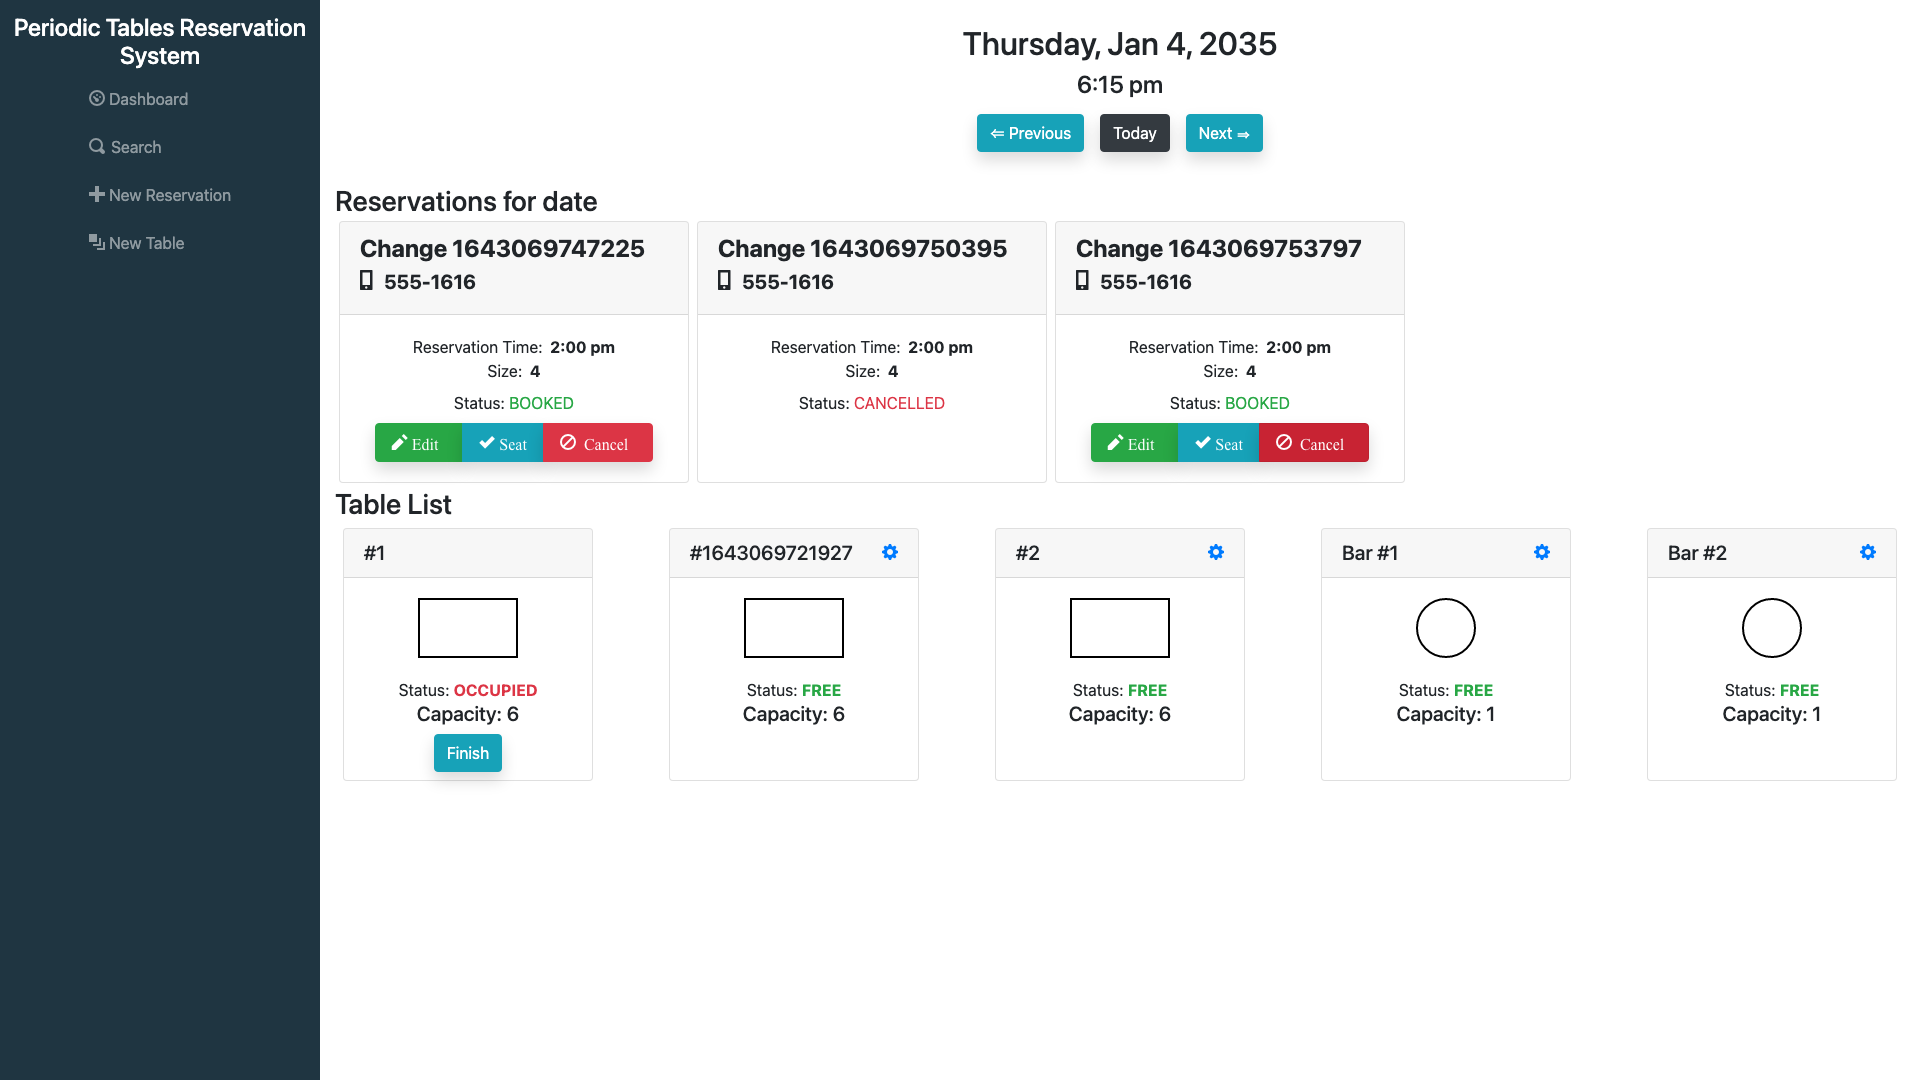 Periodic Tables Reservation
System
Dashboard
Search
New Reservation
New Table
Thursday, Jan 4, 2035
6:15 pm
⇐ Previous
Today
Next ⇒
Reservations for date
Change 1643069747225
555-1616
Reservation Time: 2:00 pm
Size: 4
Status: BOOKED
Edit
Seat
Cancel
Change 1643069750395
555-1616
Reservation Time: 2:00 pm
Size: 4
Status: CANCELLED
Change 1643069753797
555-1616
Reservation Time: 2:00 pm
Size: 4
Status: BOOKED
Edit
Seat
Cancel
Table List
#1
Status: OCCUPIED
Capacity: 6
Finish
#1643069721927
Status: FREE
Capacity: 6
#2
Status: FREE
Capacity: 6
Bar #1
Status: FREE
Capacity: 1
Bar #2
Status: FREE
Capacity: 1